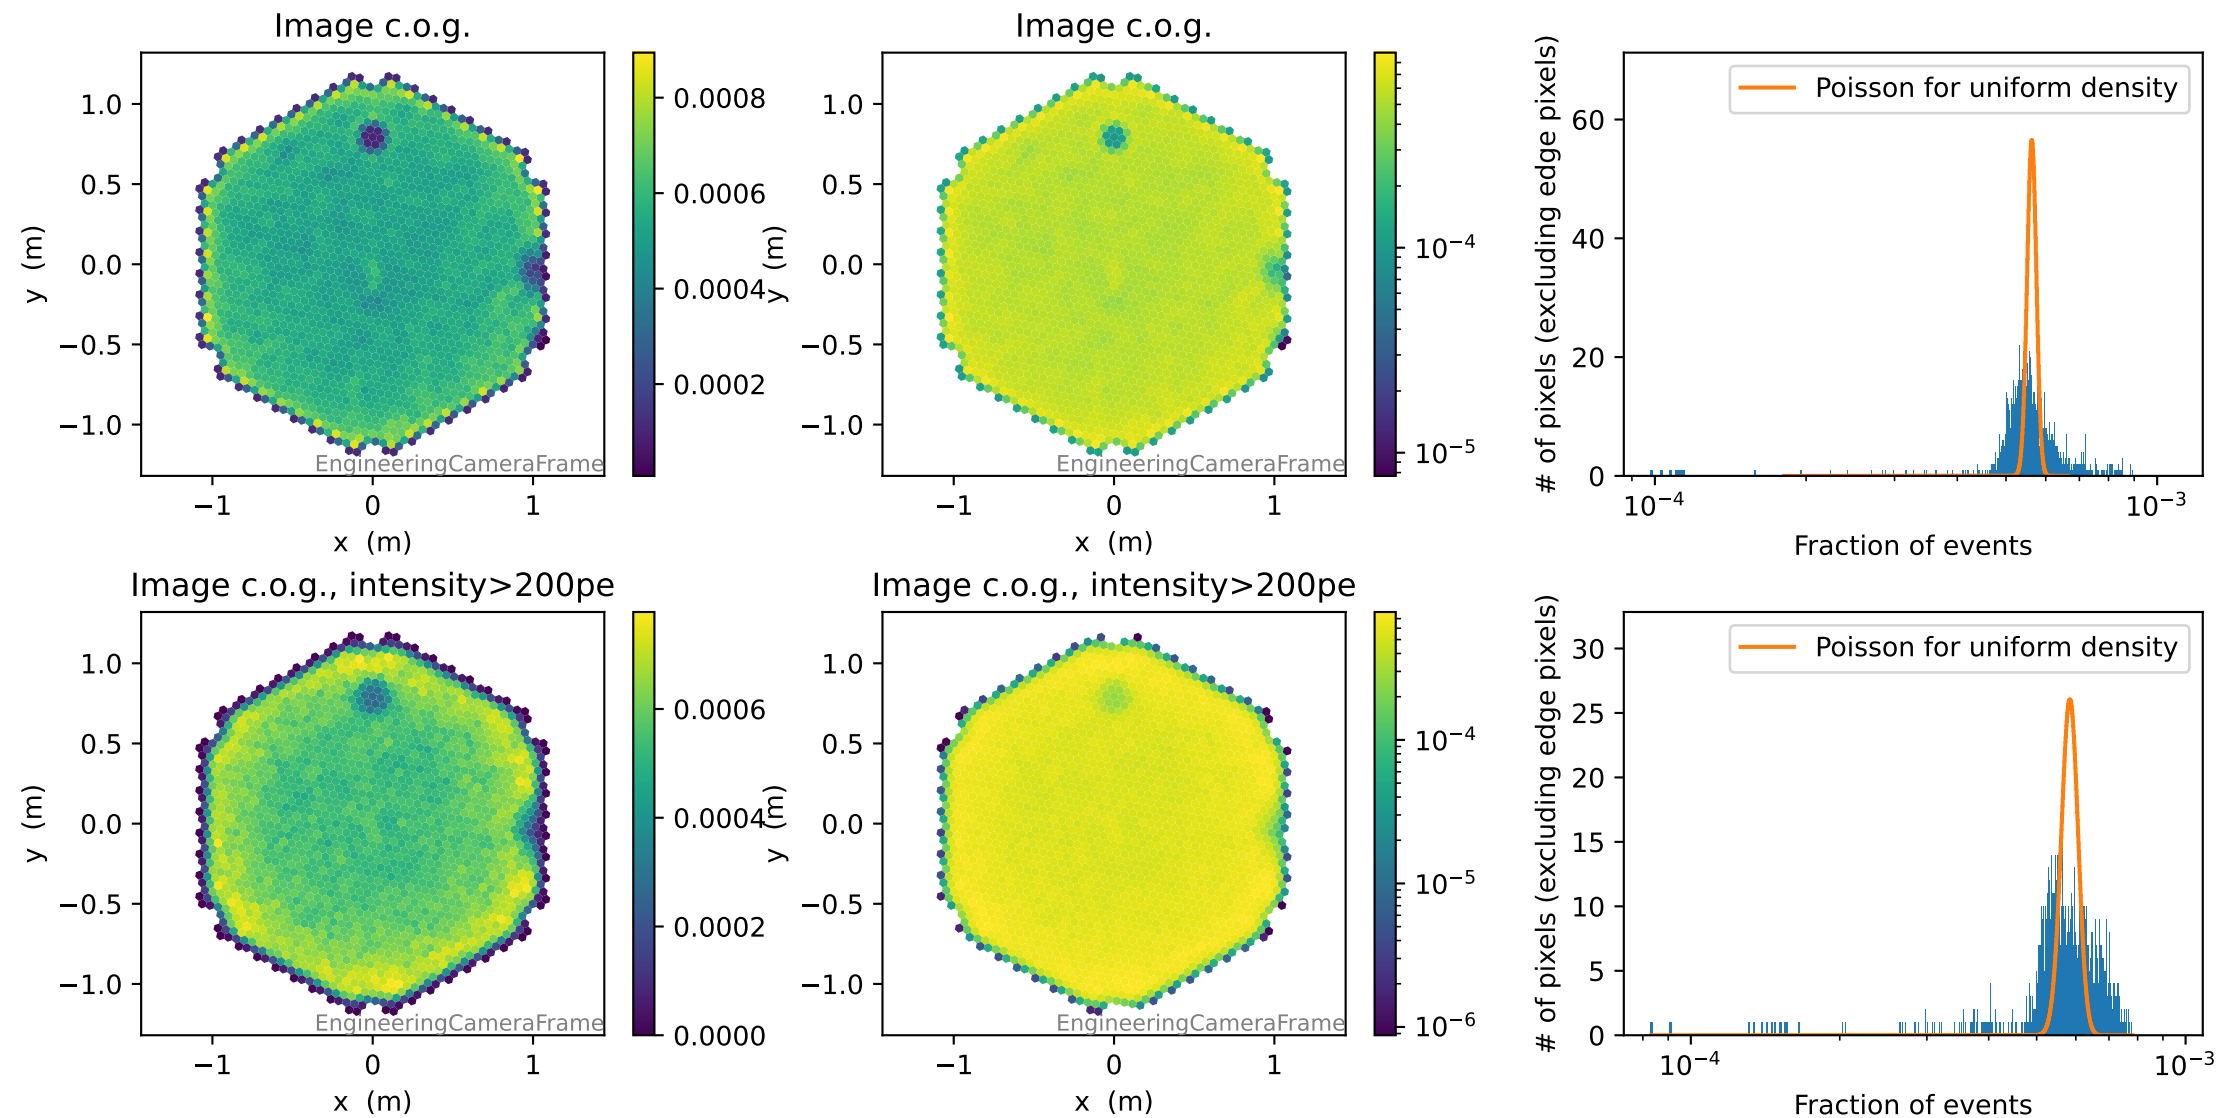 Image c.o.g.
y (m)
1.0
0.5
0.0
−0.5
−1.0
EngineeringCameraFrame
−1 0 1
x (m)
0.0008
0.0006
0.0004
0.0002
Image c.o.g.
y (m)
1.0
0.5
0.0
−0.5
−1.0
EngineeringCameraFrame
−1 0 1
x (m)
10⁻⁴
10⁻⁵
# of pixels (excluding edge pixels)
60
40
20
0
Poisson for uniform density
10⁻⁴ 10⁻³
Fraction of events
Image c.o.g., intensity>200pe
y (m)
1.0
0.5
0.0
−0.5
−1.0
EngineeringCameraFrame
−1 0 1
x (m)
0.0006
0.0004
0.0002
0.0000
Image c.o.g., intensity>200pe
y (m)
1.0
0.5
0.0
−0.5
−1.0
EngineeringCameraFrame
−1 0 1
x (m)
10⁻⁴
10⁻⁵
10⁻⁶
# of pixels (excluding edge pixels)
30
25
20
15
10
5
0
Poisson for uniform density
10⁻⁴ 10⁻³
Fraction of events